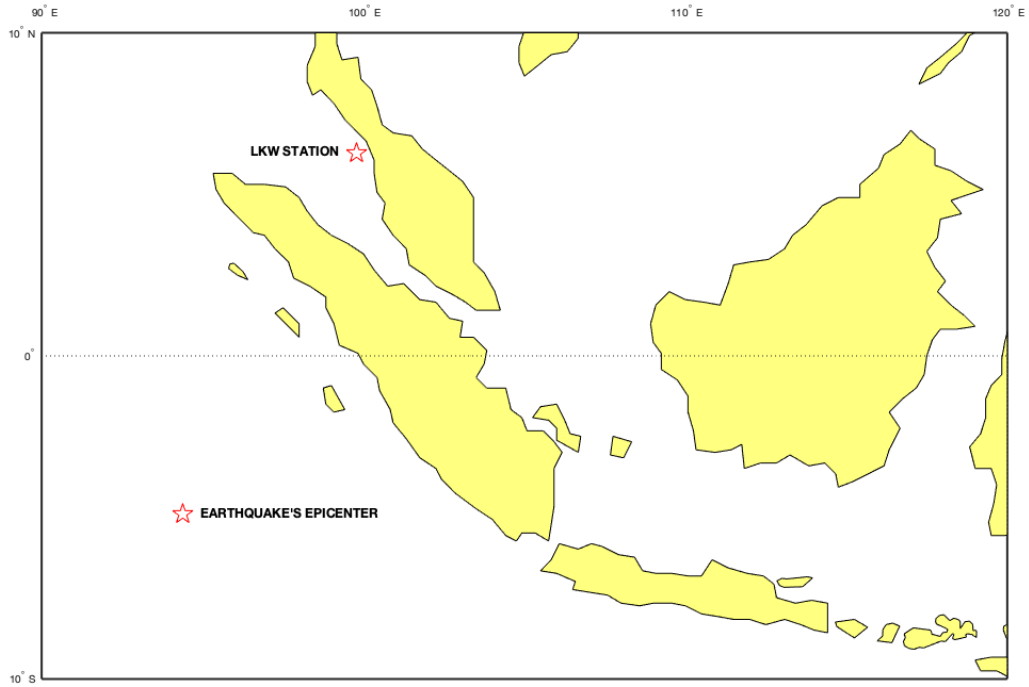 90° E
100° E
110° E
120° E
10° N
LKW STATION
0°
EARTHQUAKE'S EPICENTER
10° S